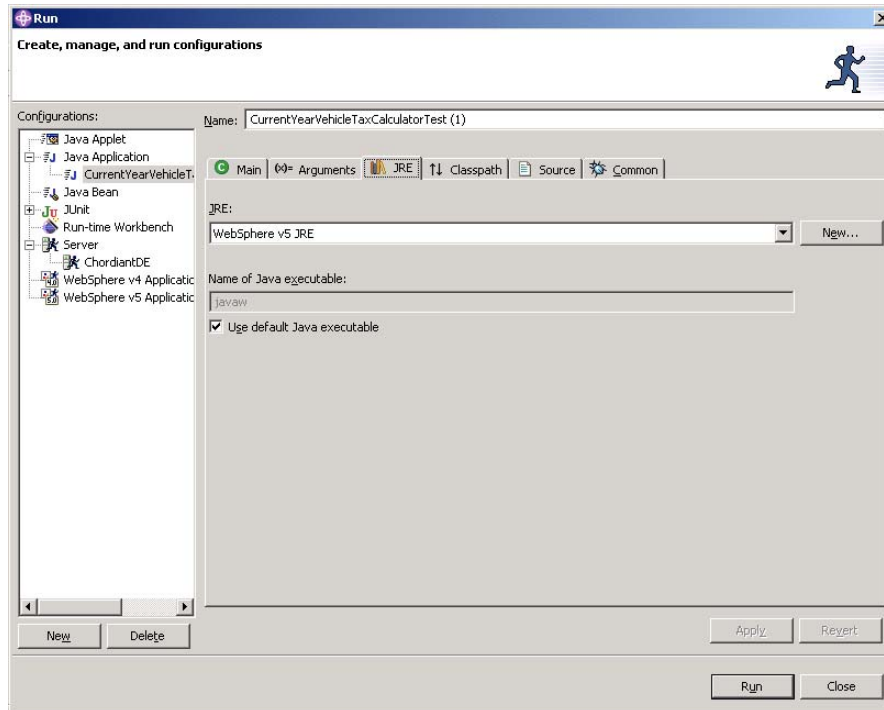 Run
Create, manage, and run configurations
Configurations:
Java Applet
Java Application
CurrentYearVehicleT
Java Bean
JUnit
Run-time Workbench
Server
ChordiantDE
WebSphere v4 Applicatic
WebSphere v5 Applicatic
New
Delete
Name: CurrentYearVehicleTaxCalculatorTest (1)
Main (x)= Arguments JRE Classpath Source Common
JRE:
WebSphere v5 JRE
New...
Name of Java executable:
javaw
Use default Java executable
Apply
Revert
Run
Close